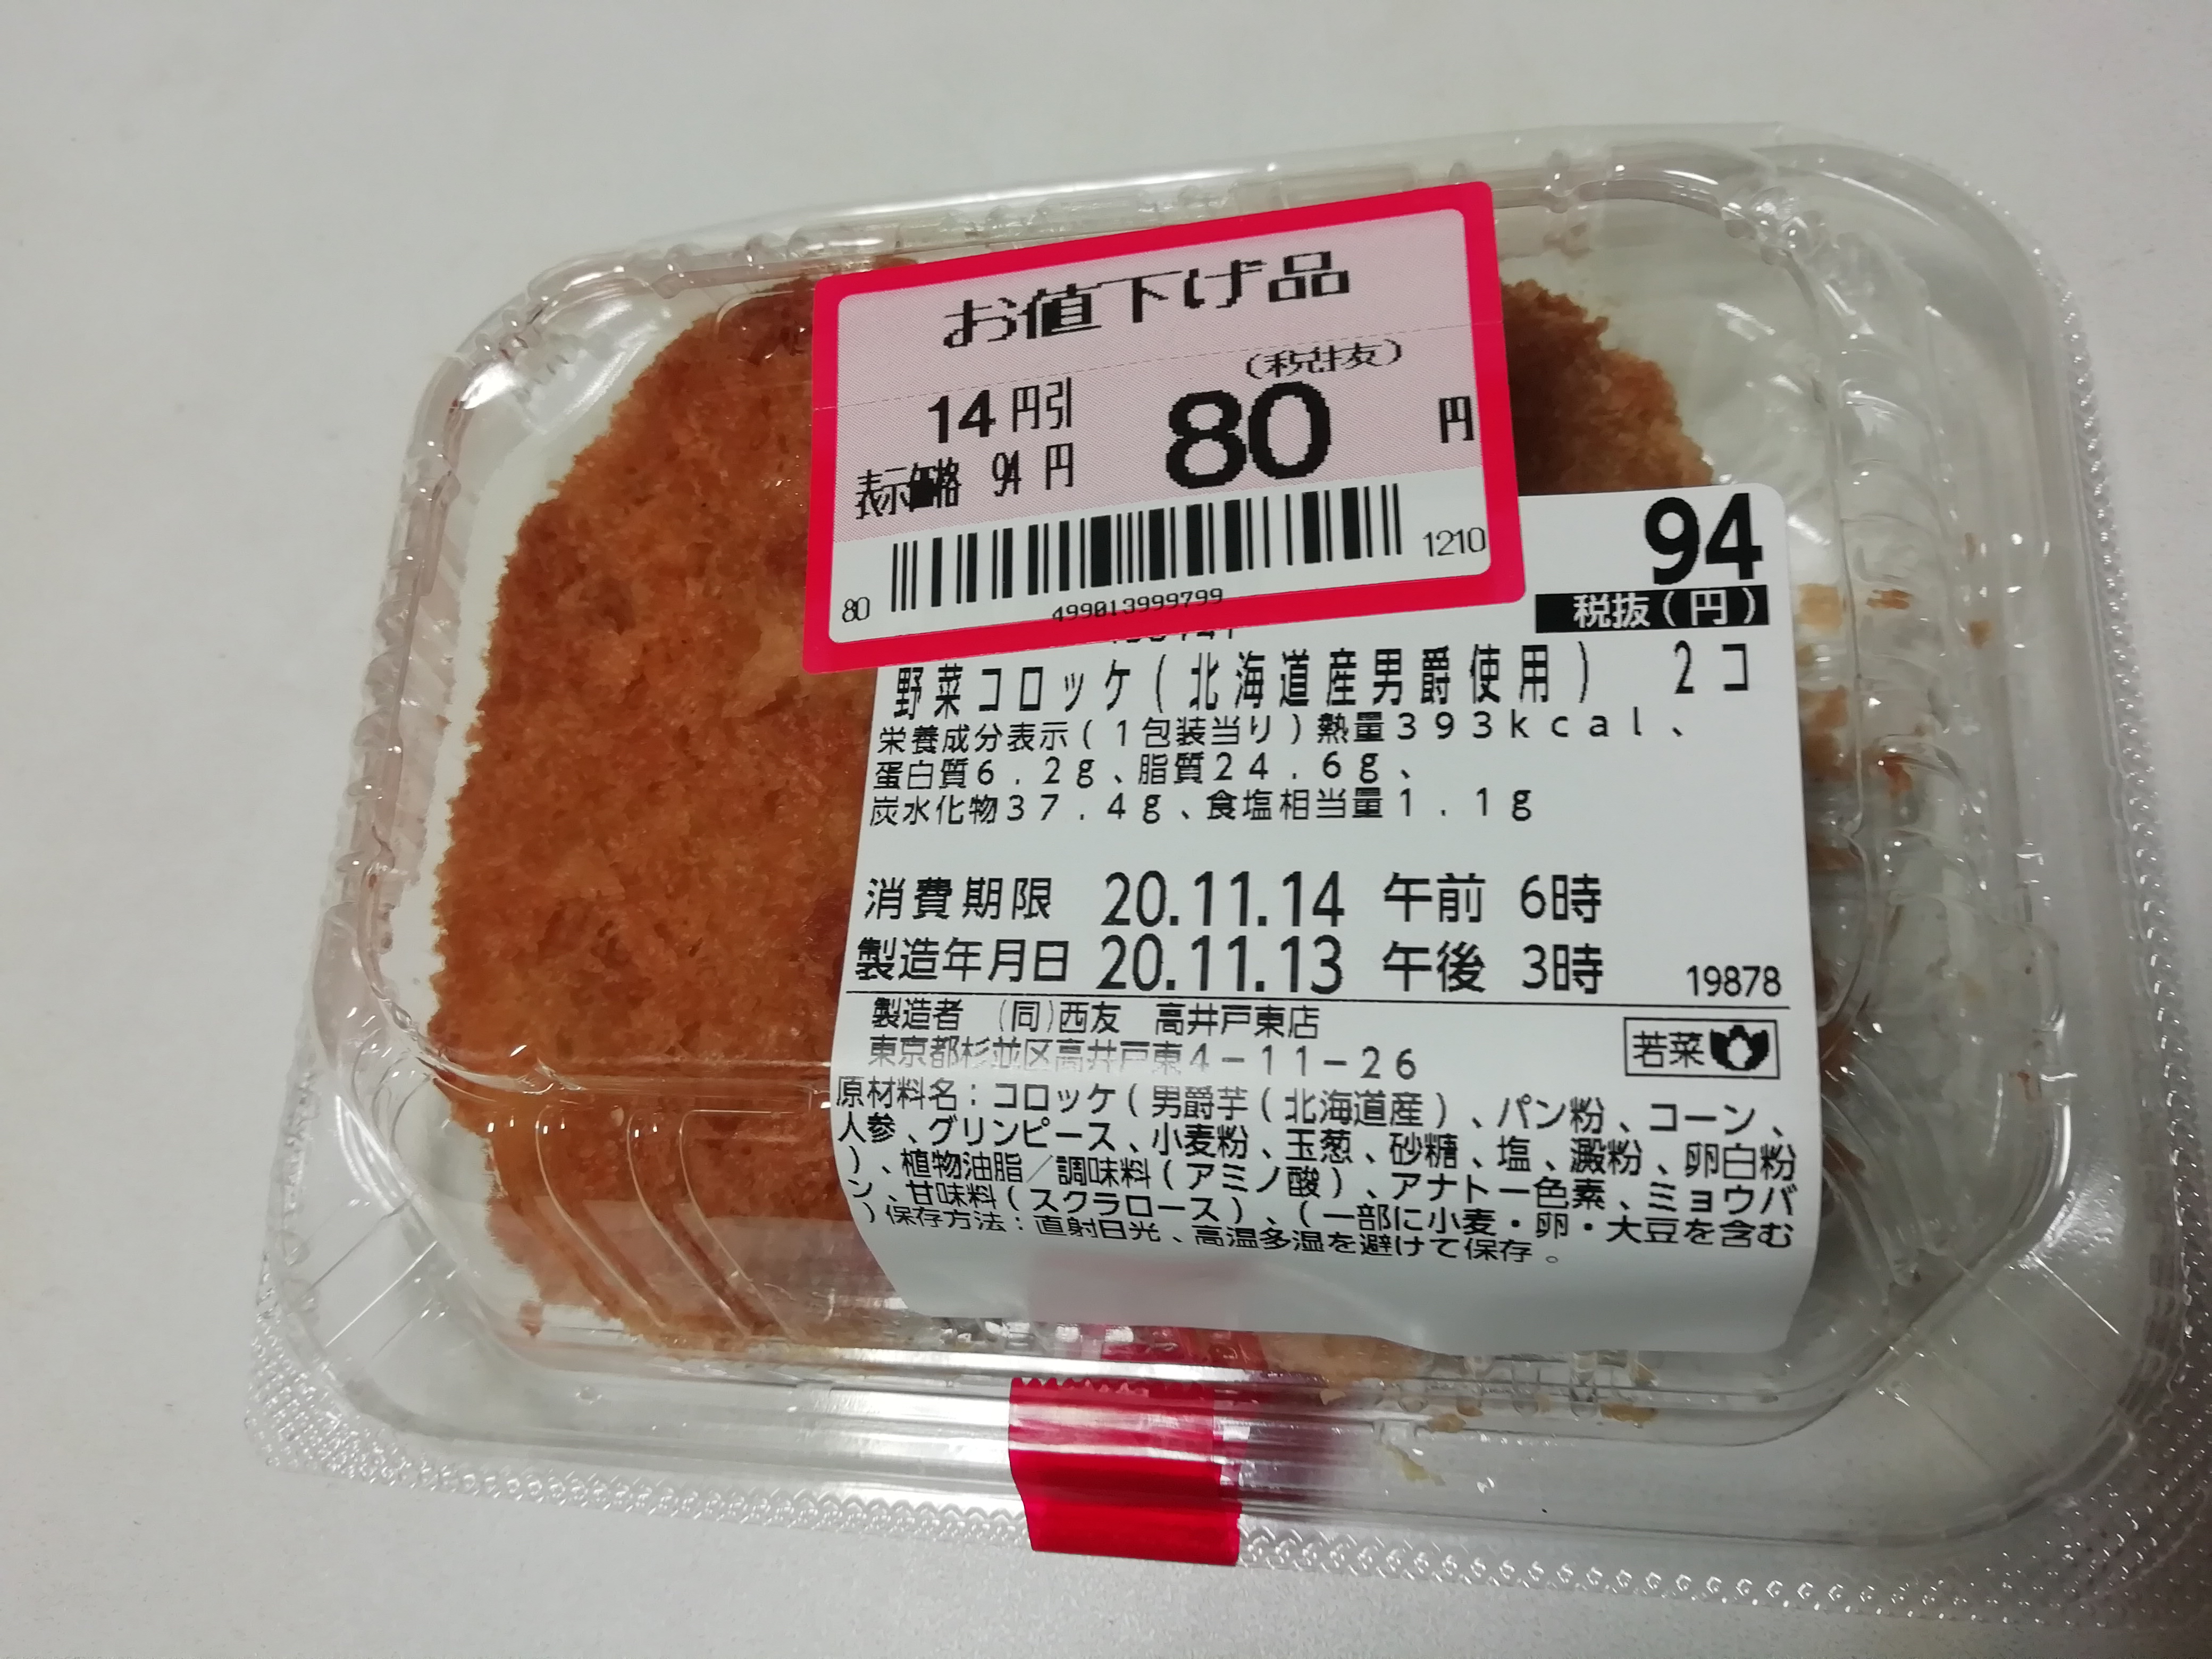 お値下げ品
(税抜)
14円引 80円
表示価格 94円
80 1210
499013999799
94
税抜(円)
野菜コロッケ(北海道産男爵使用) 2コ
栄養成分表示(1包装当り)熱量393kcal、
蛋白質6.2g、脂質24.6g、
炭水化物37.4g、食塩相当量1.1g
消費期限 20.11.14 午前 6時
製造年月日 20.11.13 午後 3時 19878
製造者 (同)西友 高井戸東店
東京都杉並区高井戸東4-11-26
若菜
原材料名:コロッケ(男爵芋(北海道産)、パン粉、コーン、
人参、グリンピース、小麦粉、玉葱、砂糖、塩、澱粉、卵白粉
)、植物油脂/調味料(アミノ酸)、アナトー色素、ミョウバ
ン、甘味料(スクラロース)、(一部に小麦・卵・大豆を含む
)保存方法:直射日光、高温多湿を避けて保存。